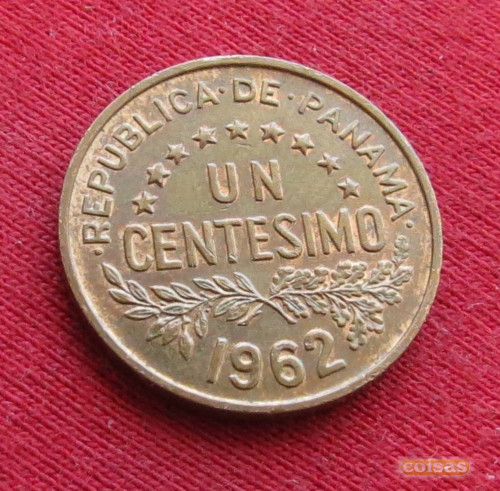 ·REPUBLICA·DE·PANAMA·
UN
CENTESIMO
1962
coisas